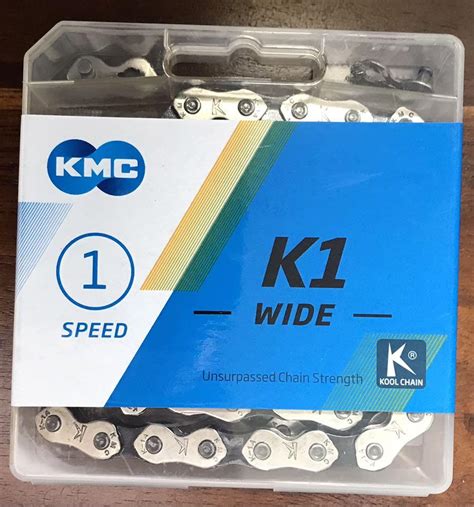 KMC
1
SPEED
K1
WIDE
Unsurpassed Chain Strength
K®
KOOL CHAIN